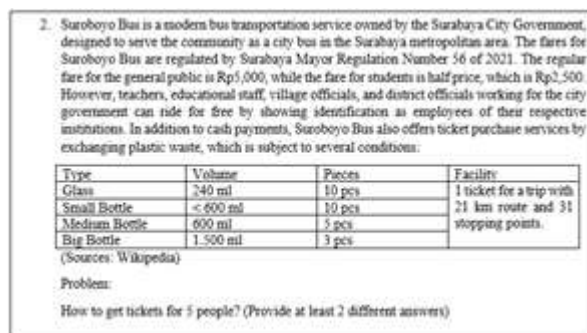 2. Suroboyo Bus is a modern bus transportation service owned by the Surabaya City Government,
designed to serve the community as a city bus in the Surabaya metropolitan area. The fares for
Suroboyo Bus are regulated by Surabaya Mayor Regulation Number 56 of 2021. The regular
fare for the general public is Rp5,000, while the fare for students is half price, which is Rp2,500.
However, teachers, educational staff, village officials, and district officials working for the city
government can ride for free by showing identification as employees of their respective
institutions. In addition to cash payments, Suroboyo Bus also offers ticket purchase services by
exchanging plastic waste, which is subject to several conditions:
Type Volume Pieces Facility
Glass 240 ml 10 pcs 1 ticket for a trip with
Small Bottle < 600 ml 10 pcs 21 km route and 31
Medium Bottle 600 ml 5 pcs stopping points.
Big Bottle 1.500 ml 3 pcs
(Sources: Wikipedia)
Problem:
How to get tickets for 5 people? (Provide at least 2 different answers)